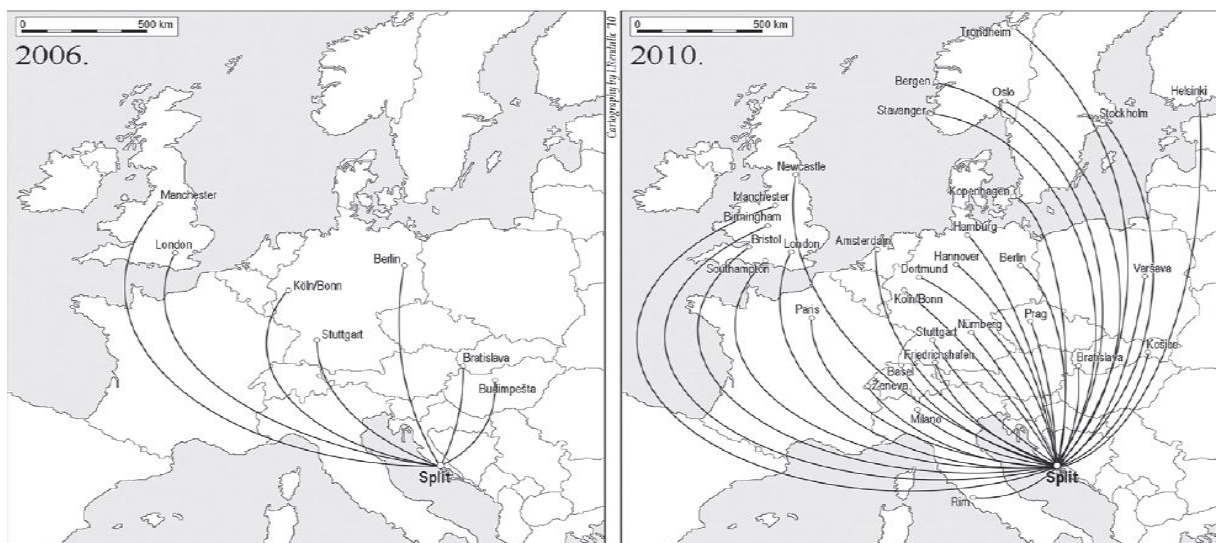 0 500 km
2006.
Manchester
London
Berlin
Köln/Bonn
Stuttgart
Bratislava
Budimpešta
Split
Cartography by I.Rendulić '10
0 500 km
2010.
Trondheim
Bergen
Oslo
Helsinki
Stavanger
Stockholm
Newcastle
Manchester
Kopenhagen
Birmingham
Hamburg
Bristol
London
Amsterdam
Southampton
Hannover
Berlin
Dortmund
Varšava
Köln/Bonn
Paris
Prag
Nürnberg
Stuttgart
Košice
Friedrichshafen
Bratislava
Basel
Ženeva
Milano
Split
Rim